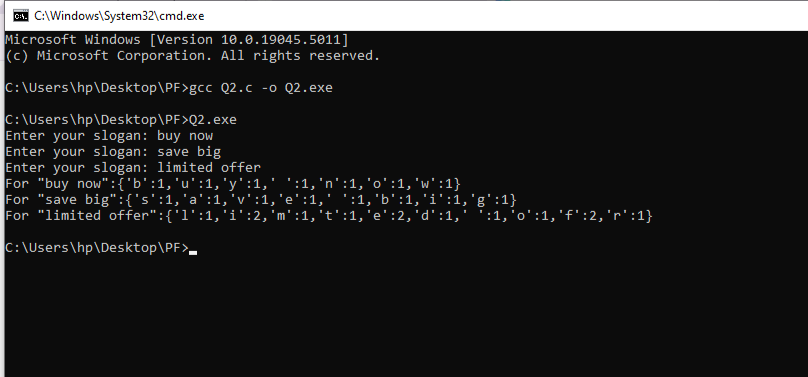 C:\Windows\System32\cmd.exe
Microsoft Windows [Version 10.0.19045.5011]
(c) Microsoft Corporation. All rights reserved.
C:\Users\hp\Desktop\PF>gcc Q2.c -o Q2.exe
C:\Users\hp\Desktop\PF>Q2.exe
Enter your slogan: buy now
Enter your slogan: save big
Enter your slogan: limited offer
For "buy now":{'b':1,'u':1,'y':1,' ':1,'n':1,'o':1,'w':1}
For "save big":{'s':1,'a':1,'v':1,'e':1,' ':1,'b':1,'i':1,'g':1}
For "limited offer":{'l':1,'i':2,'m':1,'t':1,'e':2,'d':1,' ':1,'o':1,'f':2,'r':1}
C:\Users\hp\Desktop\PF>